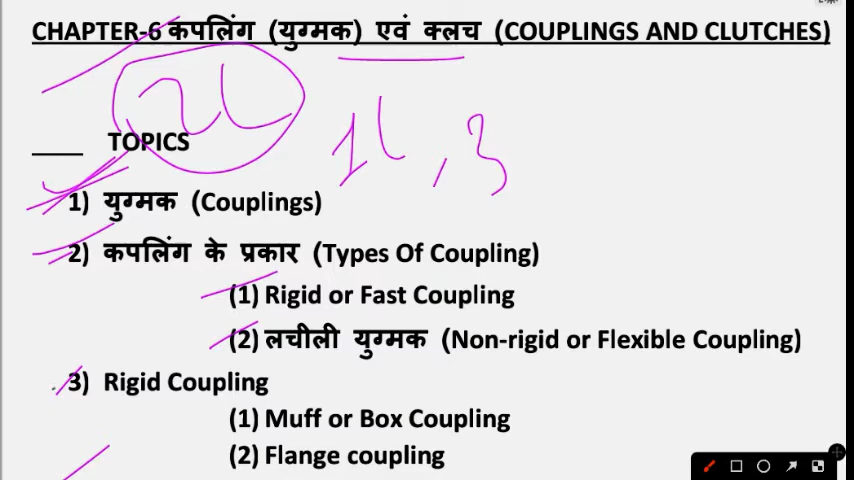 CHAPTER-6 कपलिंग (युग्मक) एवं क्लच (COUPLINGS AND CLUTCHES)
TOPICS
1) युग्मक (Couplings)
2) कपलिंग के प्रकार (Types Of Coupling)
(1) Rigid or Fast Coupling
(2) लचीली युग्मक (Non-rigid or Flexible Coupling)
3) Rigid Coupling
(1) Muff or Box Coupling
(2) Flange coupling